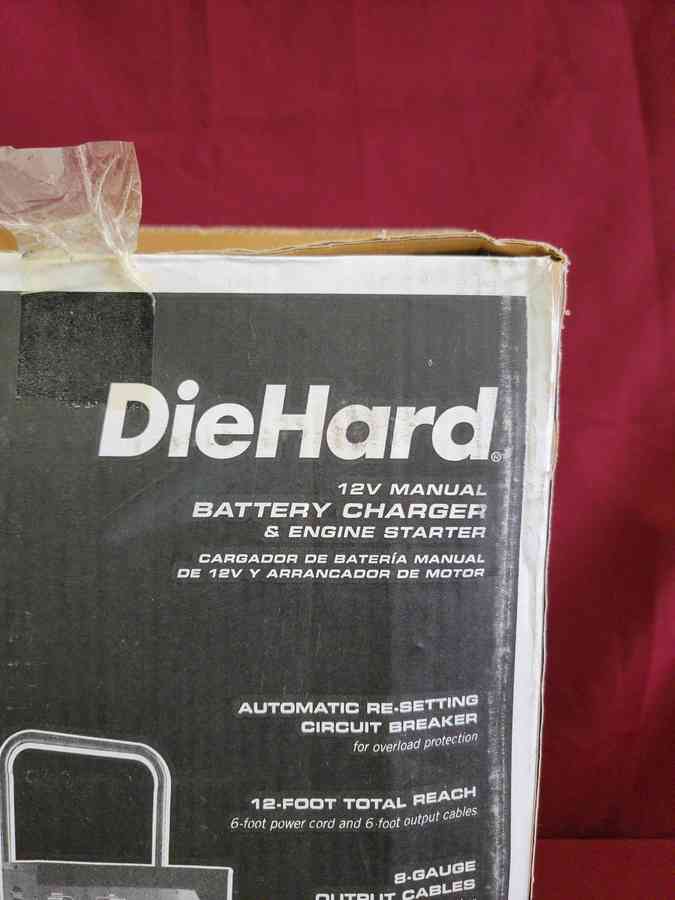 DieHard®
12V MANUAL
BATTERY CHARGER
& ENGINE STARTER
CARGADOR DE BATERÍA MANUAL
DE 12V Y ARRANCADOR DE MOTOR
AUTOMATIC RE-SETTING
CIRCUIT BREAKER
for overload protection
12-FOOT TOTAL REACH
6-foot power cord and 6-foot output cables
8-GAUGE
OUTPUT CABLES